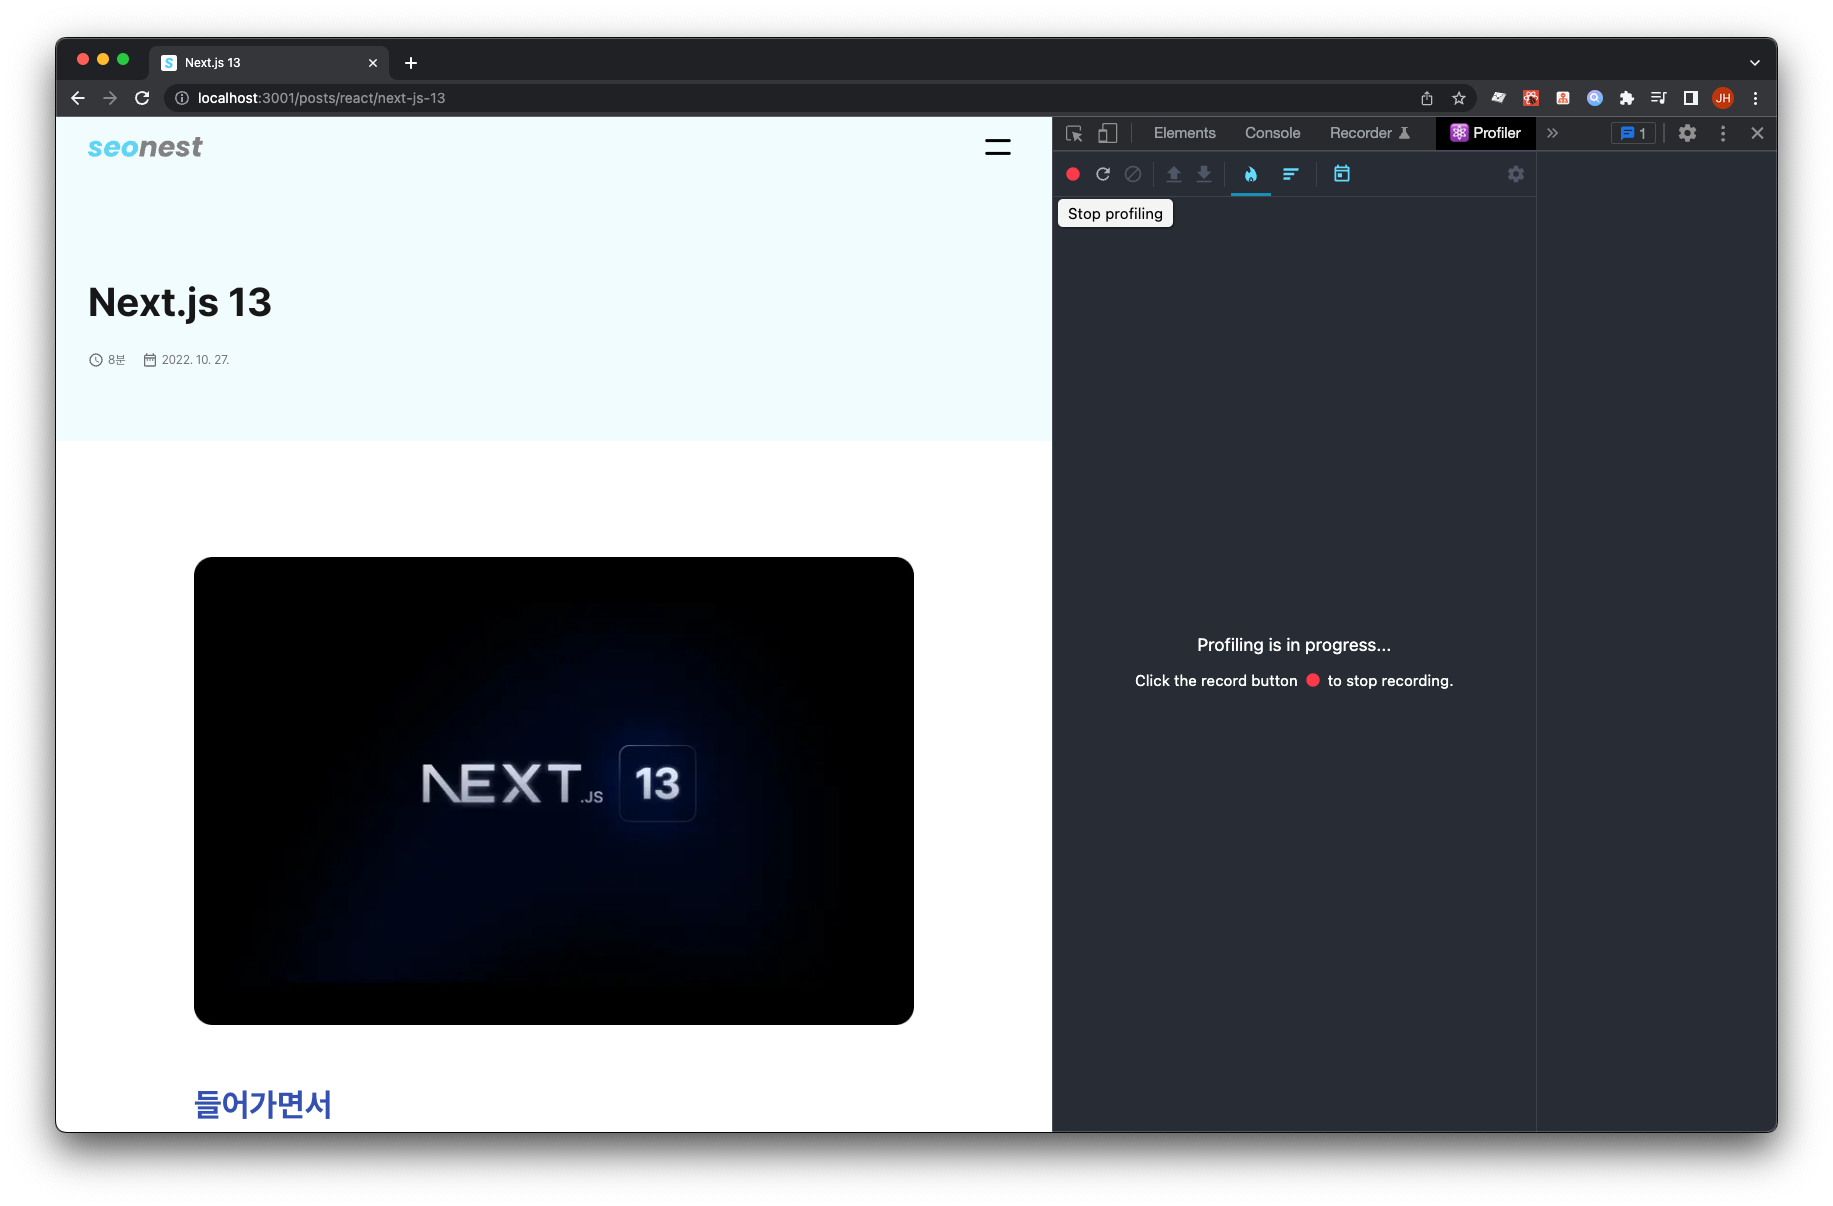 Next.js 13
localhost:3001/posts/react/next-js-13
JH
seonest
Elements
Console
Recorder
Profiler
1
Stop profiling
Next.js 13
8분
2022. 10. 27.
Profiling is in progress...
Click the record button to stop recording.
NEXT.JS 13
들어가면서